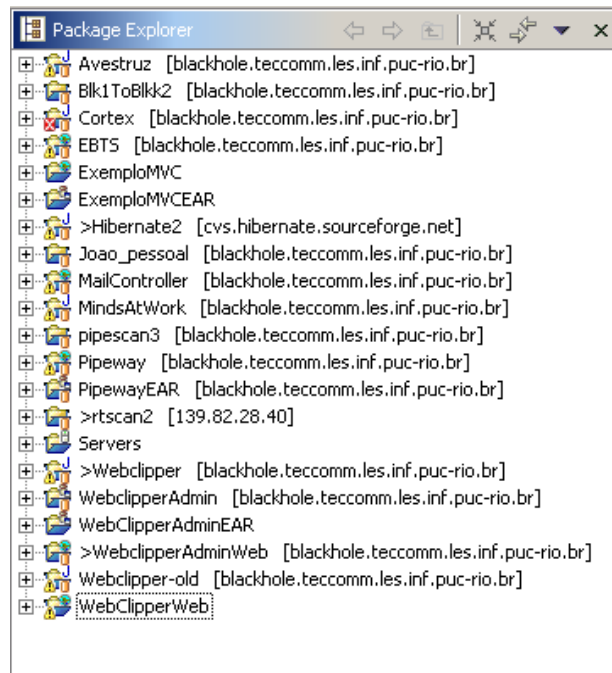 Package Explorer
Avestruz [blackhole.teccomm.les.inf.puc-rio.br]
Blk1ToBlkk2 [blackhole.teccomm.les.inf.puc-rio.br]
Cortex [blackhole.teccomm.les.inf.puc-rio.br]
EBTS [blackhole.teccomm.les.inf.puc-rio.br]
ExemploMVC
ExemploMVCEAR
>Hibernate2 [cvs.hibernate.sourceforge.net]
Joao_pessoal [blackhole.teccomm.les.inf.puc-rio.br]
MailController [blackhole.teccomm.les.inf.puc-rio.br]
MindsAtWork [blackhole.teccomm.les.inf.puc-rio.br]
pipescan3 [blackhole.teccomm.les.inf.puc-rio.br]
Pipeway [blackhole.teccomm.les.inf.puc-rio.br]
PipewayEAR [blackhole.teccomm.les.inf.puc-rio.br]
>rtscan2 [139.82.28.40]
Servers
>Webclipper [blackhole.teccomm.les.inf.puc-rio.br]
WebclipperAdmin [blackhole.teccomm.les.inf.puc-rio.br]
WebClipperAdminEAR
>WebclipperAdminWeb [blackhole.teccomm.les.inf.puc-rio.br]
Webclipper-old [blackhole.teccomm.les.inf.puc-rio.br]
WebClipperWeb